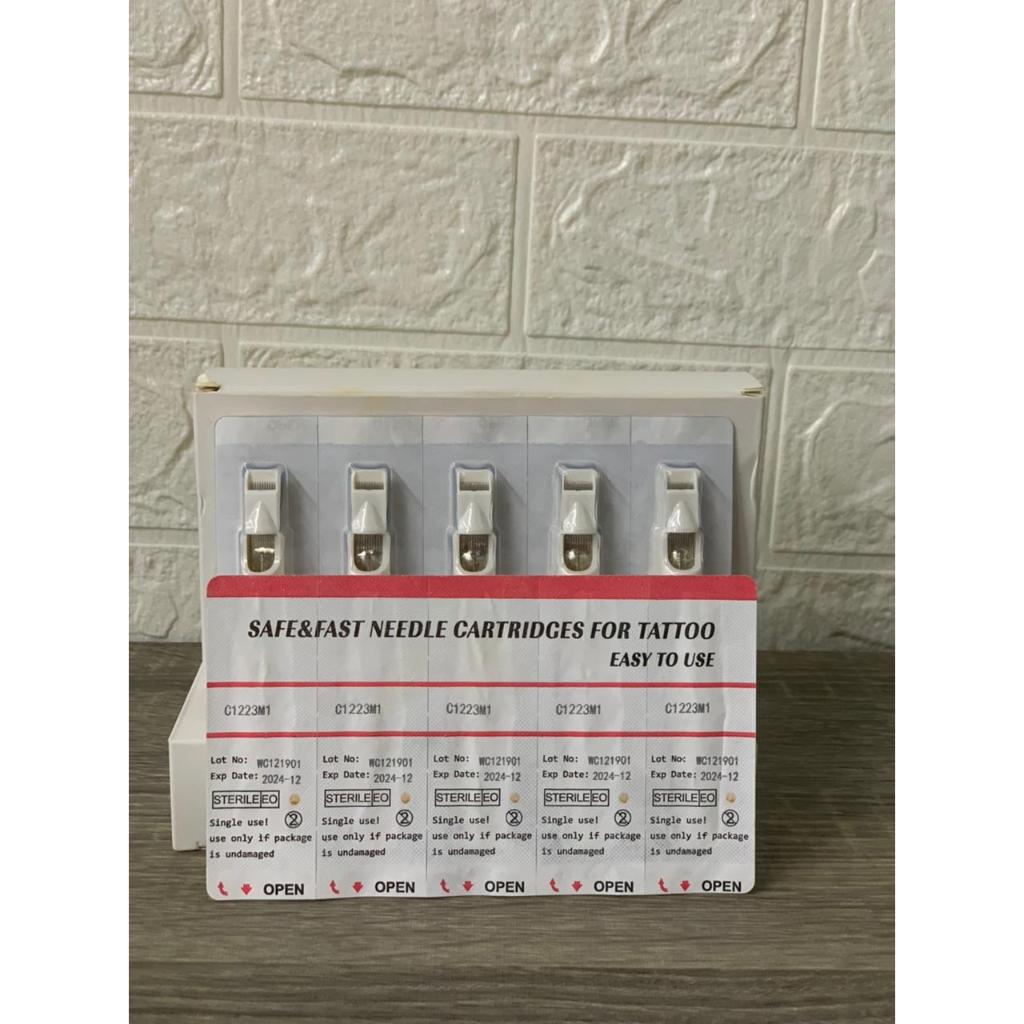 SAFE&FAST NEEDLE CARTRIDGES FOR TATTOO
EASY TO USE
C1223M1 C1223M1 C1223M1 C1223M1 C1223M1
Lot No: WC121901 Lot No: WC121901 Lot No: WC121901 Lot No: WC121901 Lot No: WC121901
Exp Date: 2024-12 Exp Date: 2024-12 Exp Date: 2024-12 Exp Date: 2024-12 Exp Date: 2024-12
STERILE EO STERILE EO STERILE EO STERILE EO STERILE EO
Single use! 2 Single use! 2 Single use! 2 Single use! 2 Single use! 2
use only if package use only if package use only if package use only if package use only if package
is undamaged is undamaged is undamaged is undamaged is undamaged
OPEN OPEN OPEN OPEN OPEN